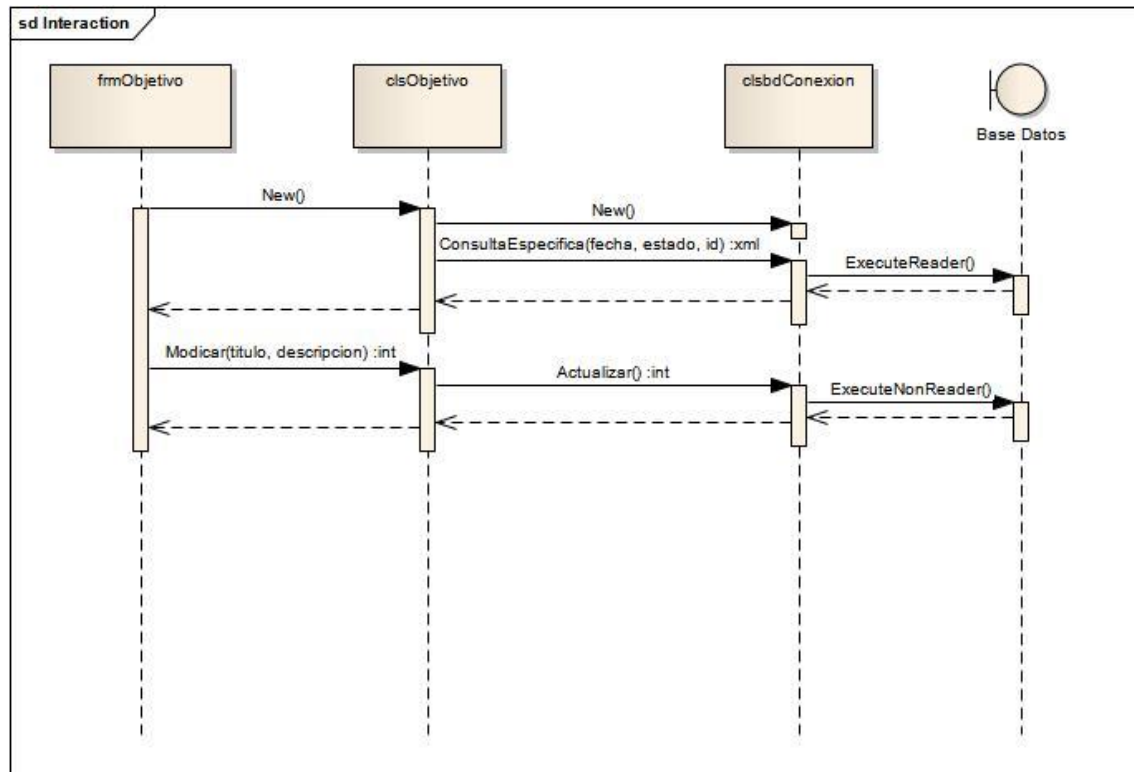 sd Interaction
frmObjetivo
clsObjetivo
clsbdConexion
Base Datos
New()
New()
ConsultaEspecifica(fecha, estado, id) :xml
ExecuteReader()
Modicar(titulo, descripcion) :int
Actualizar() :int
ExecuteNonReader()